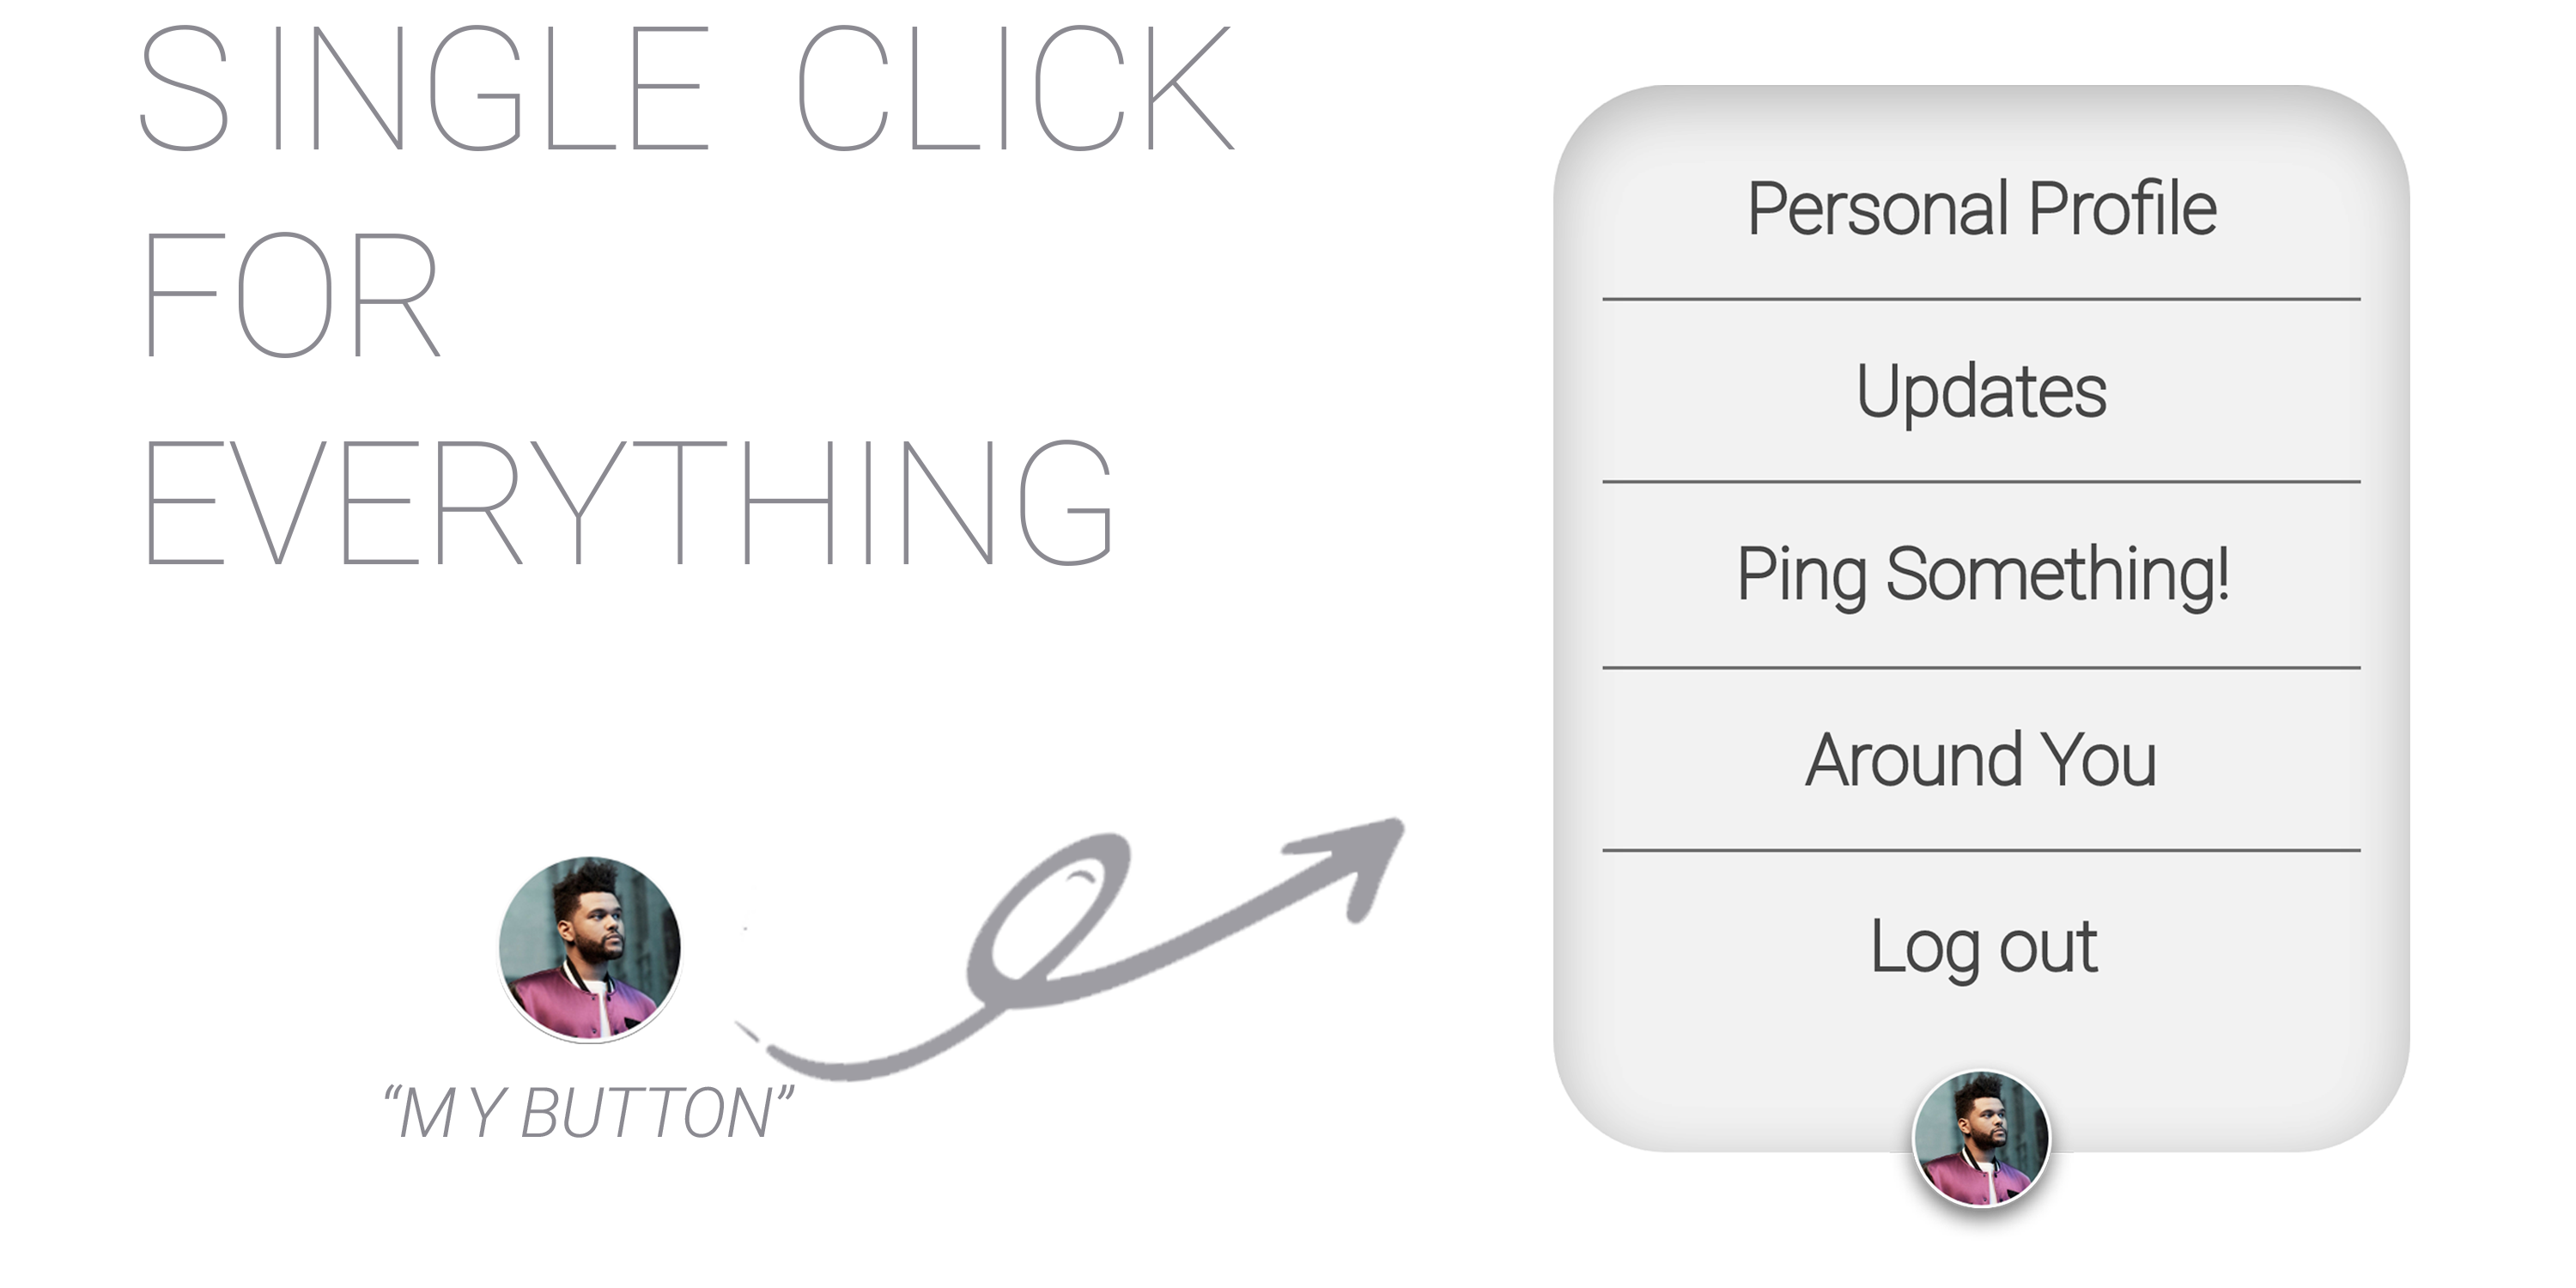 SINGLE CLICK
FOR
EVERYTHING
“MY BUTTON”
Personal Profile
Updates
Ping Something!
Around You
Log out